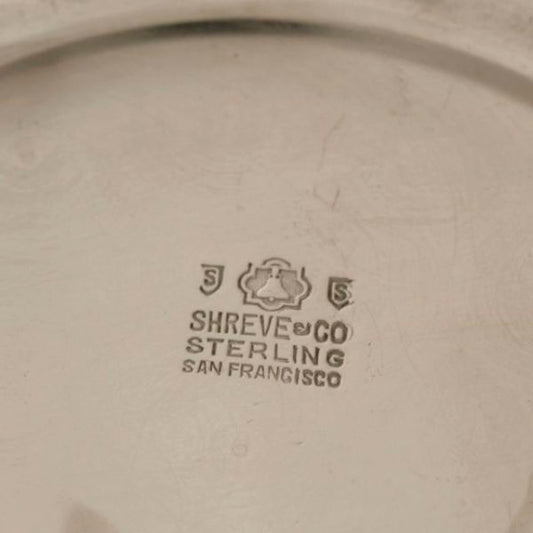 S S
SHREVE & CO
STERLING
SAN FRANCISCO